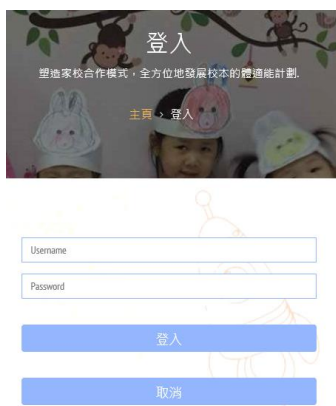 登入
塑造家校合作模式，全方位地發展校本的體適能計劃.
主頁 > 登入
Username
Password
登入
取消